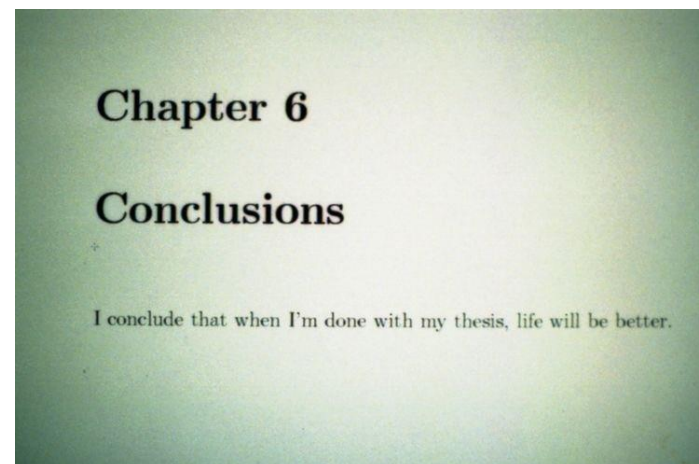 Chapter 6
Conclusions
I conclude that when I'm done with my thesis, life will be better.